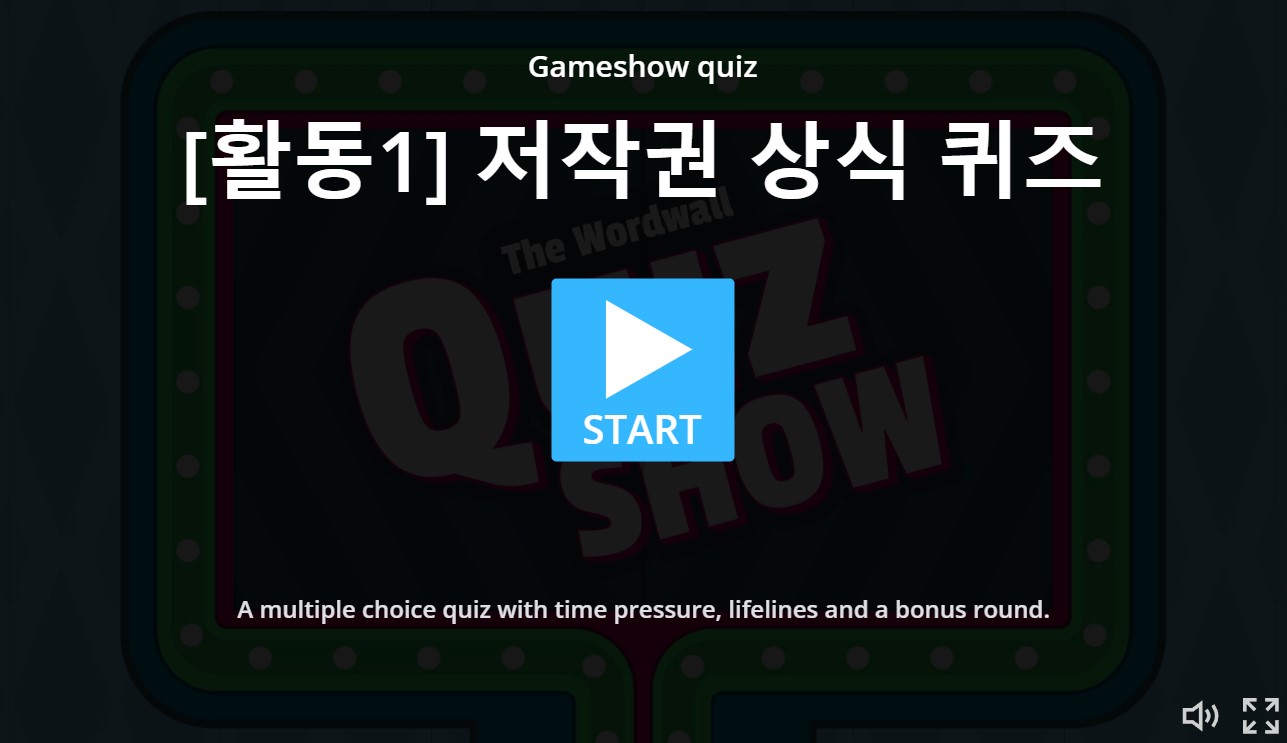 Gameshow quiz
[활동1] 저작권 상식 퀴즈
The Wordwall
QUIZ
SHOW
START
A multiple choice quiz with time pressure, lifelines and a bonus round.